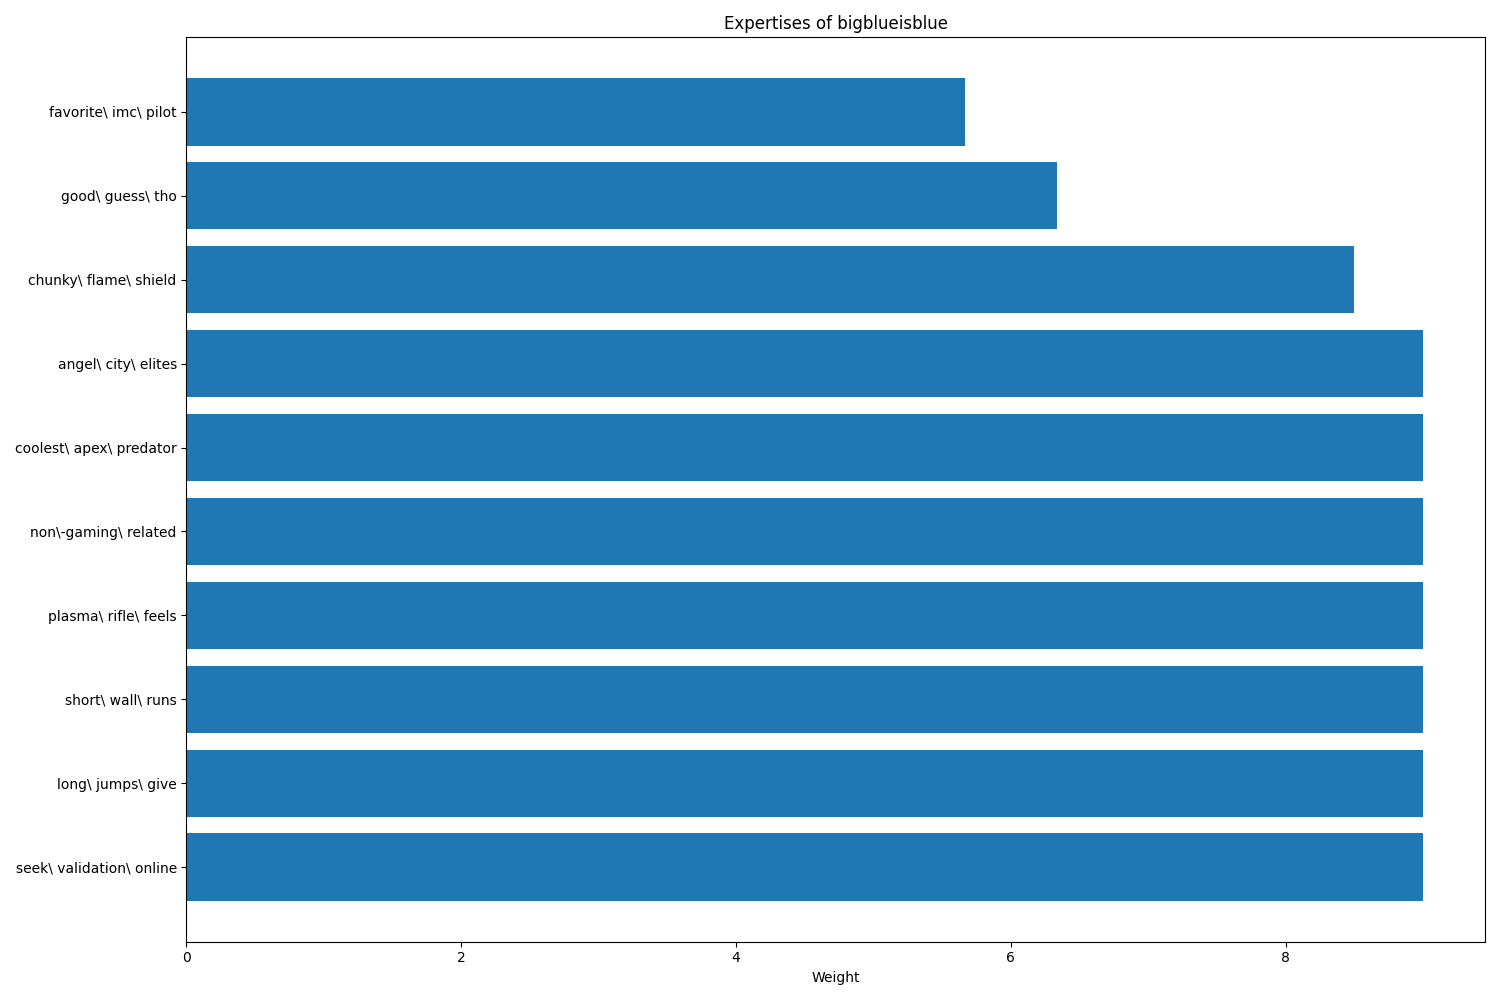 Expertises of bigblueisblue
favorite\ imc\ pilot
good\ guess\ tho
chunky\ flame\ shield
angel\ city\ elites
coolest\ apex\ predator
non\-gaming\ related
plasma\ rifle\ feels
short\ wall\ runs
long\ jumps\ give
seek\ validation\ online
0 2 4 6 8
Weight